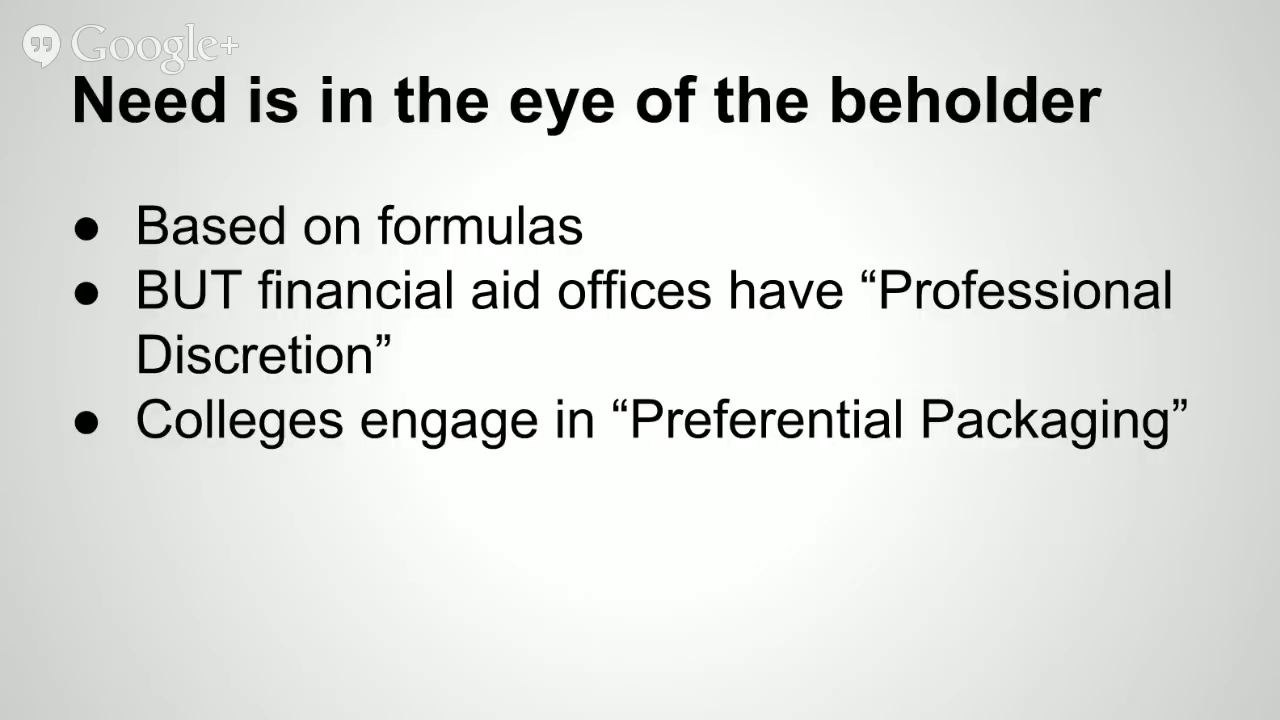 Google+
Need is in the eye of the beholder
● Based on formulas
● BUT financial aid offices have “Professional
Discretion”
● Colleges engage in “Preferential Packaging”